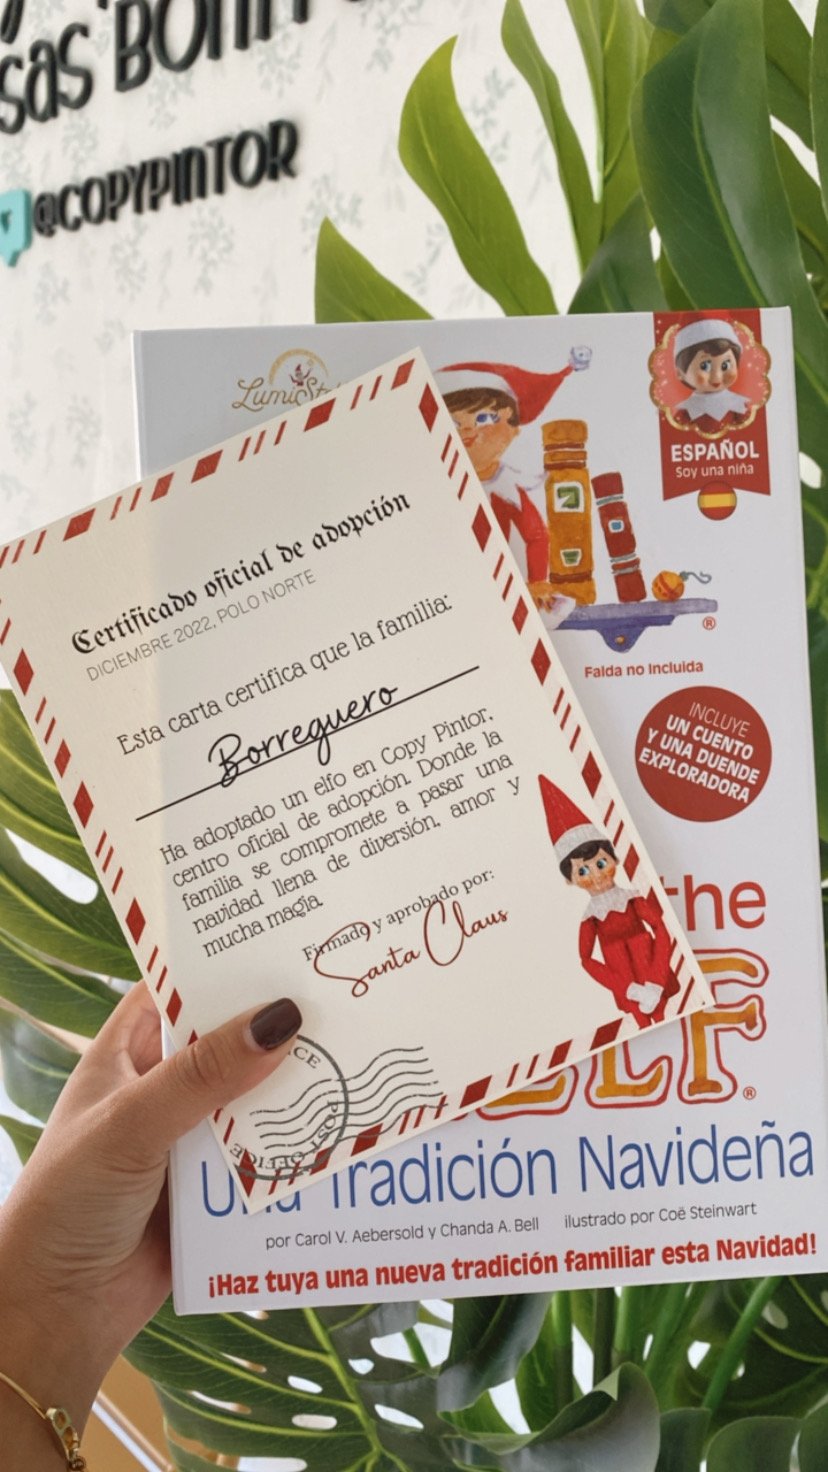 @COPYPINTOR
ESPAÑOL
Soy una niña
Certificado oficial de adopción
DICIEMBRE 2022, POLO NORTE
Esta carta certifica que la familia:
Borreguero
Ha adoptado un elfo en Copy Pintor,
centro oficial de adopción. Donde la
familia se compromete a pasar una
navidad llena de diversión, amor y
mucha magia.
Firmado y aprobado por:
Santa Claus
POST OFFICE
®
Falda no Incluida
INCLUYE
UN CUENTO
Y UNA DUENDE
EXPLORADORA
the
ELF®
Una Tradición Navideña
por Carol V. Aebersold y Chanda A. Bell ilustrado por Coë Steinwart
¡Haz tuya una nueva tradición familiar esta Navidad!